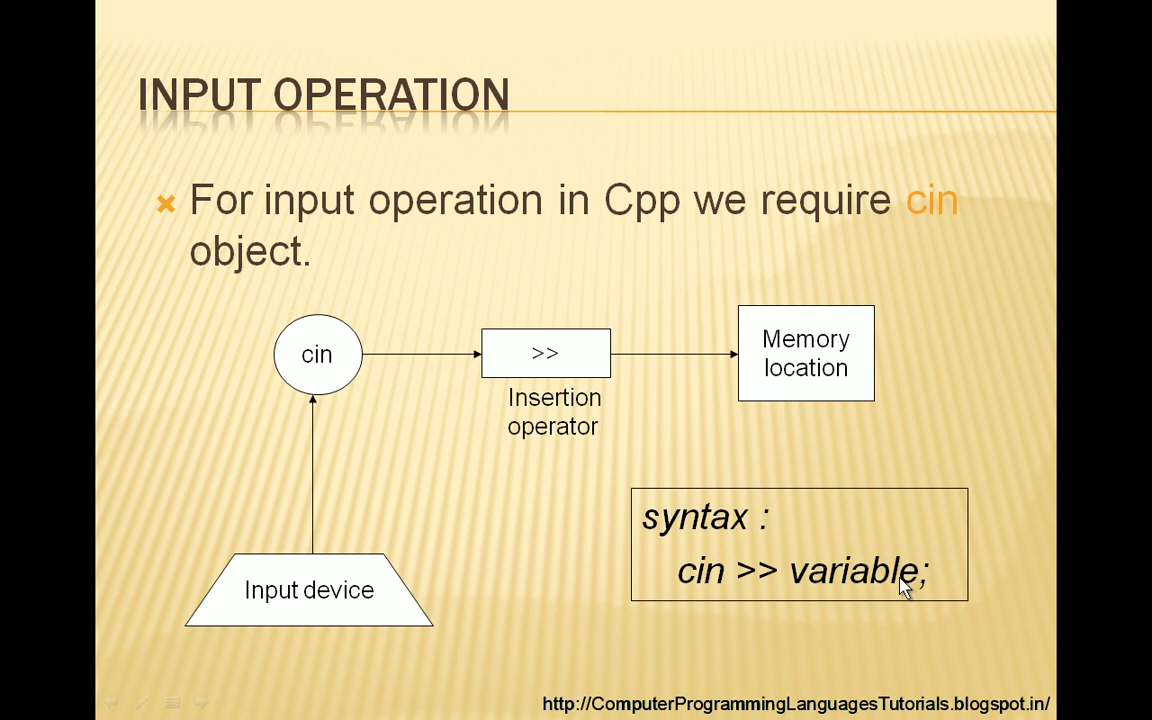 INPUT OPERATION
For input operation in Cpp we require cin
object.
cin
>>
Memory
location
Insertion
operator
syntax :
cin >> variable;
Input device
http://ComputerProgrammingLanguagesTutorials.blogspot.in/